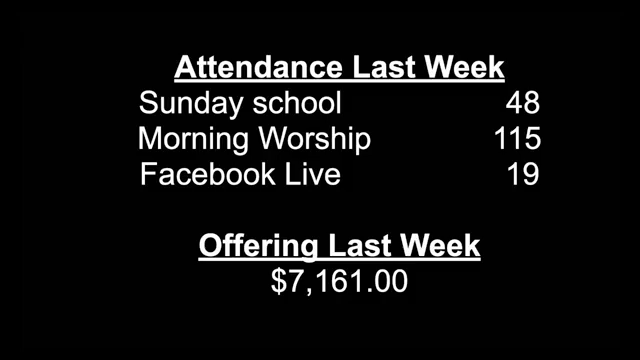 Attendance Last Week
Sunday school 48
Morning Worship 115
Facebook Live 19
Offering Last Week
$7,161.00